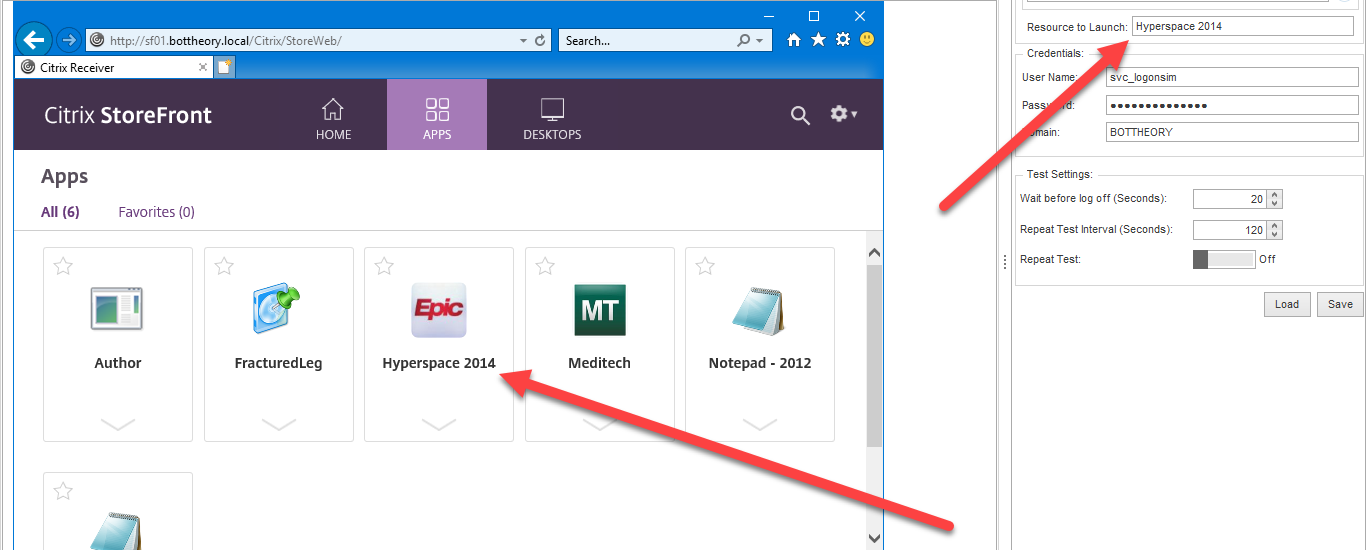 http://sf01.bottheory.local/Citrix/StoreWeb/
Search...
Citrix Receiver
Citrix StoreFront
HOME
APPS
DESKTOPS
Apps
All (6)
Favorites (0)
Author
FracturedLeg
Epic
Hyperspace 2014
MT
Meditech
Notepad - 2012
Resource to Launch: Hyperspace 2014
Credentials:
User Name: svc_logonsim
Domain: BOTTHEORY
Test Settings:
Wait before log off (Seconds): 20
Repeat Test Interval (Seconds): 120
Repeat Test: Off
Load Save